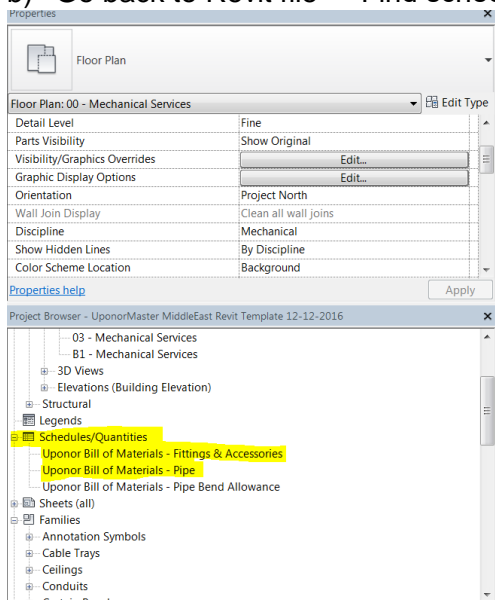 b) Go back to Revit file
Properties
Floor Plan
Floor Plan: 00 - Mechanical Services Edit Type
Detail Level Fine
Parts Visibility Show Original
Visibility/Graphics Overrides Edit...
Graphic Display Options Edit...
Orientation Project North
Wall Join Display Clean all wall joins
Discipline Mechanical
Show Hidden Lines By Discipline
Color Scheme Location Background
Properties help Apply
Project Browser - UponorMaster MiddleEast Revit Template 12-12-2016
03 - Mechanical Services
B1 - Mechanical Services
3D Views
Elevations (Building Elevation)
Structural
Legends
Schedules/Quantities
Uponor Bill of Materials - Fittings & Accessories
Uponor Bill of Materials - Pipe
Uponor Bill of Materials - Pipe Bend Allowance
Sheets (all)
Families
Annotation Symbols
Cable Trays
Ceilings
Conduits